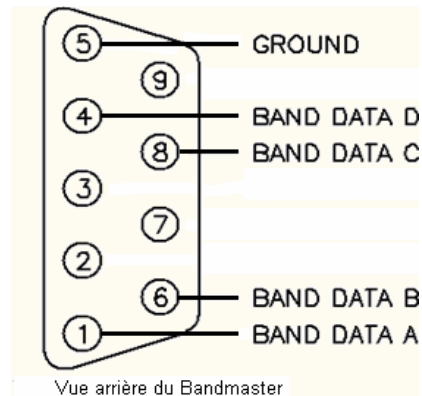 5 GROUND
9
4 BAND DATA D
8 BAND DATA C
3
7
2
6 BAND DATA B
1 BAND DATA A
Vue arrière du Bandmaster